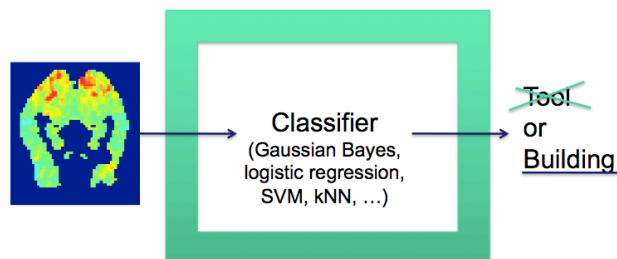 Classifier
(Gaussian Bayes,
logistic regression,
SVM, kNN, …)
Tool
or
Building